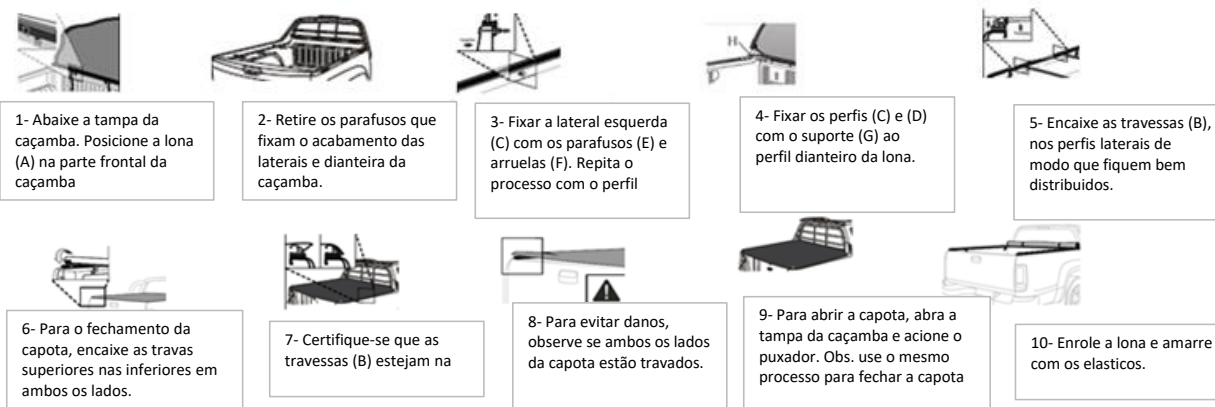 1- Abaixe a tampa da
caçamba. Posicione a lona
(A) na parte frontal da
caçamba
2- Retire os parafusos que
fixam o acabamento das
laterais e dianteira da
caçamba.
3- Fixar a lateral esquerda
(C) com os parafusos (E) e
arruelas (F). Repita o
processo com o perfil
H
4- Fixar os perfis (C) e (D)
com o suporte (G) ao
perfil dianteiro da lona.
5- Encaixe as travessas (B),
nos perfis laterais de
modo que fiquem bem
distribuidos.
6- Para o fechamento da
capota, encaixe as travas
superiores nas inferiores em
ambos os lados.
7- Certifique-se que as
travessas (B) estejam na
8- Para evitar danos,
observe se ambos os lados
da capota estão travados.
9- Para abrir a capota, abra a
tampa da caçamba e acione o
puxador. Obs. use o mesmo
processo para fechar a capota
10- Enrole a lona e amarre
com os elasticos.